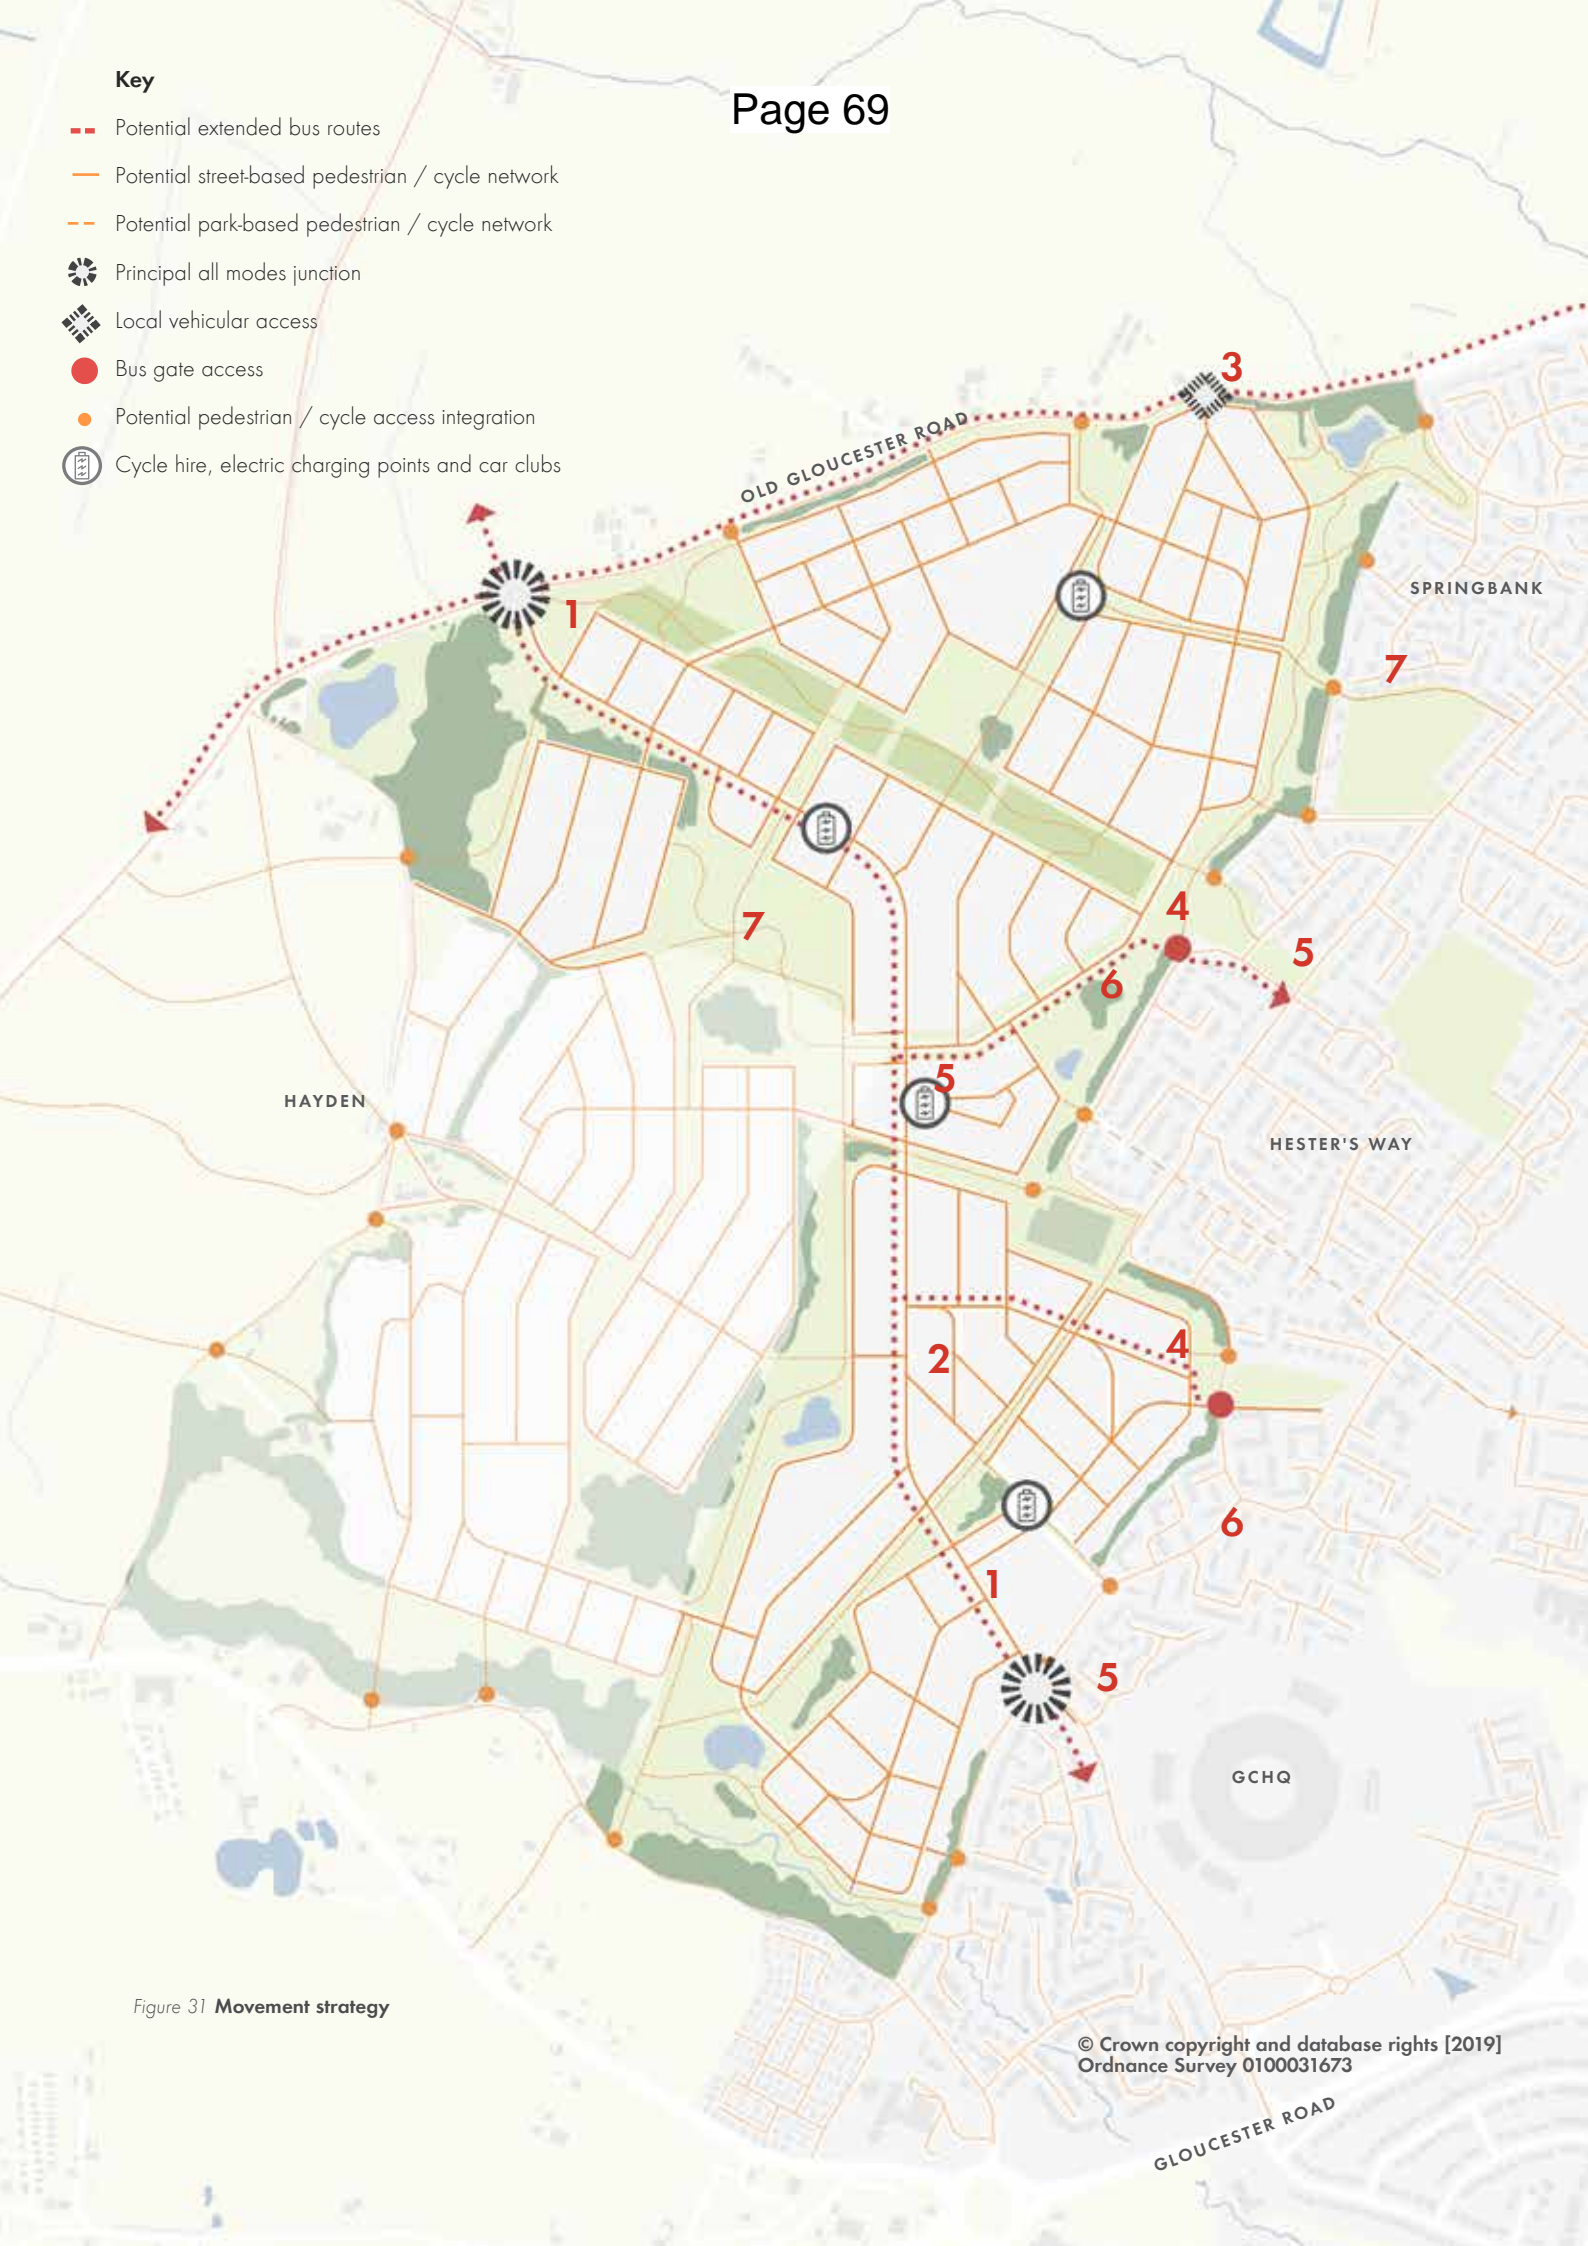 Key
Page 69
Potential extended bus routes
Potential street-based pedestrian / cycle network
Potential park-based pedestrian / cycle network
Principal all modes junction
Local vehicular access
Bus gate access
Potential pedestrian / cycle access integration
Cycle hire, electric charging points and car clubs
3
OLD GLOUCESTER ROAD
SPRINGBANK
1
7
4
7
5
6
5
HAYDEN
HESTER'S WAY
4
2
6
1
5
GCHQ
Figure 31 Movement strategy
© Crown copyright and database rights [2019]
Ordnance Survey 0100031673
GLOUCESTER ROAD